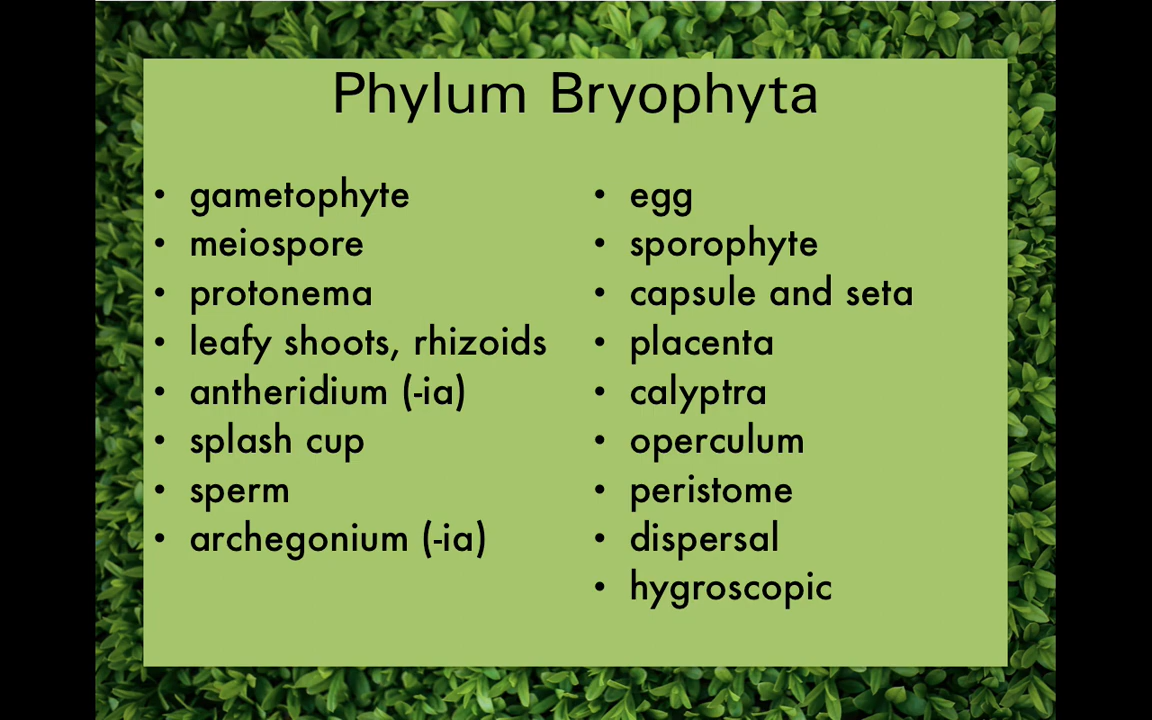 Phylum Bryophyta
• gametophyte
• meiospore
• protonema
• leafy shoots, rhizoids
• antheridium (-ia)
• splash cup
• sperm
• archegonium (-ia)
• egg
• sporophyte
• capsule and seta
• placenta
• calyptra
• operculum
• peristome
• dispersal
• hygroscopic